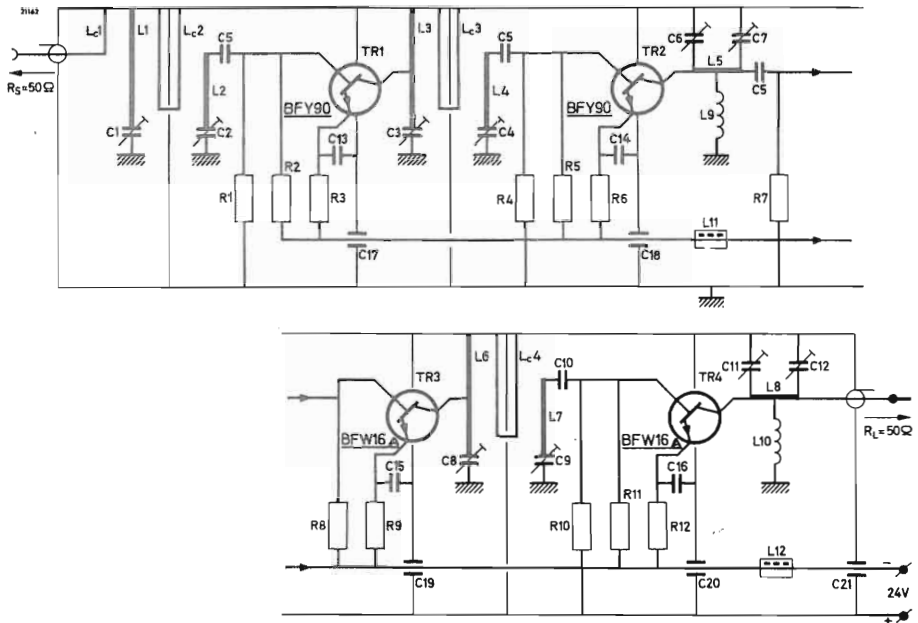 21162
Lc1
L1
Lc2
L3
Lc3
C5
TR1
C5
TR2
C6
C7
L5
C5
RS=50Ω
L2
BFY90
L4
BFY90
L9
C1
C2
C13
C3
C4
C14
R1
R2
R3
R4
R5
R6
R7
L11
C17
C18
L6
Lc4
C10
C11
C12
TR3
TR4
L8
L7
RL=50Ω
BFW16A
BFW16A
L10
C15
C8
C9
C16
R8
R9
R10
R11
R12
L12
C19
C20
C21
-
24V
+